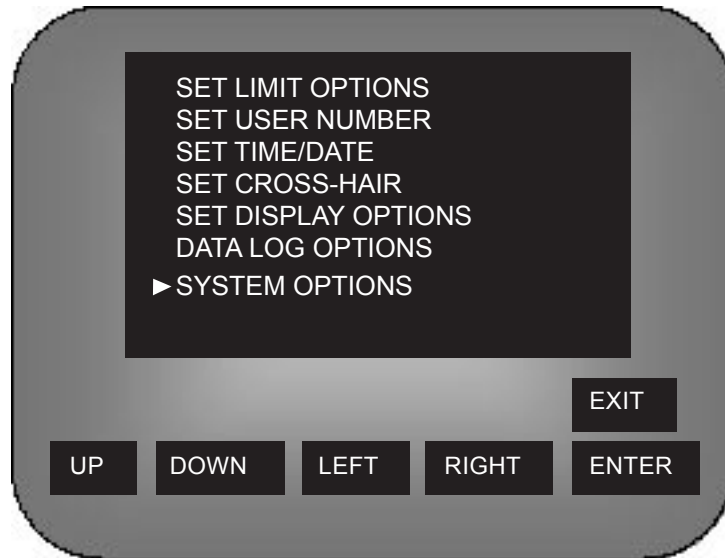 SET LIMIT OPTIONS
SET USER NUMBER
SET TIME/DATE
SET CROSS-HAIR
SET DISPLAY OPTIONS
DATA LOG OPTIONS
►SYSTEM OPTIONS
EXIT
UP DOWN LEFT RIGHT ENTER